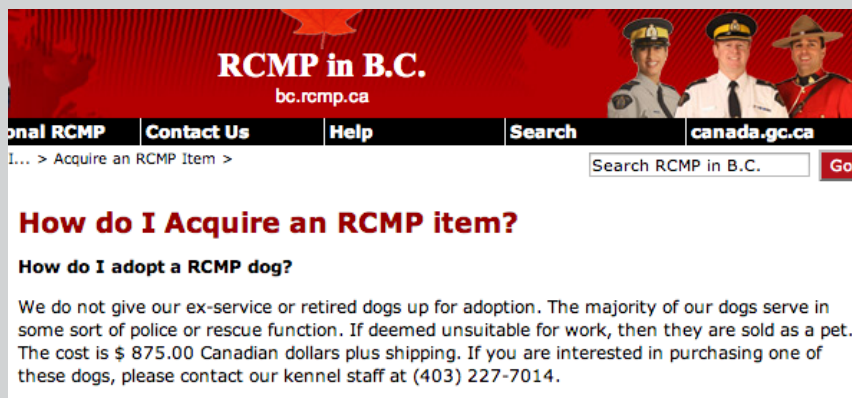 RCMP in B.C.
bc.rcmp.ca
onal RCMP Contact Us Help Search canada.gc.ca
I... > Acquire an RCMP Item >
Search RCMP in B.C. Go
How do I Acquire an RCMP item?
How do I adopt a RCMP dog?
We do not give our ex-service or retired dogs up for adoption. The majority of our dogs serve in
some sort of police or rescue function. If deemed unsuitable for work, then they are sold as a pet.
The cost is $ 875.00 Canadian dollars plus shipping. If you are interested in purchasing one of
these dogs, please contact our kennel staff at (403) 227-7014.